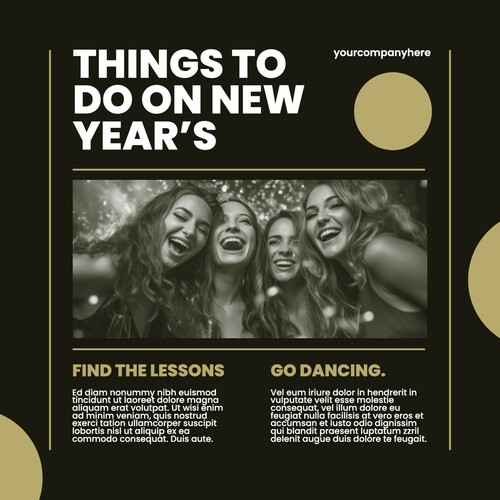 THINGS TO
DO ON NEW
YEAR’S
yourcompanyhere
FIND THE LESSONS
Ed diam nonummy nibh euismod
tincidunt ut laoreet dolore magna
aliquam erat volutpat. Ut wisi enim
ad minim veniam, quis nostrud
exerci tation ullamcorper suscipit
lobortis nisl ut aliquip ex ea
commodo consequat. Duis aute.
GO DANCING.
Vel eum iriure dolor in hendrerit in
vulputate velit esse molestie
consequat, vel illum dolore eu
feugiat nulla facilisis at vero eros et
accumsan et iusto odio dignissim
qui blandit praesent luptatum zzril
delenit augue duis dolore te feugait.